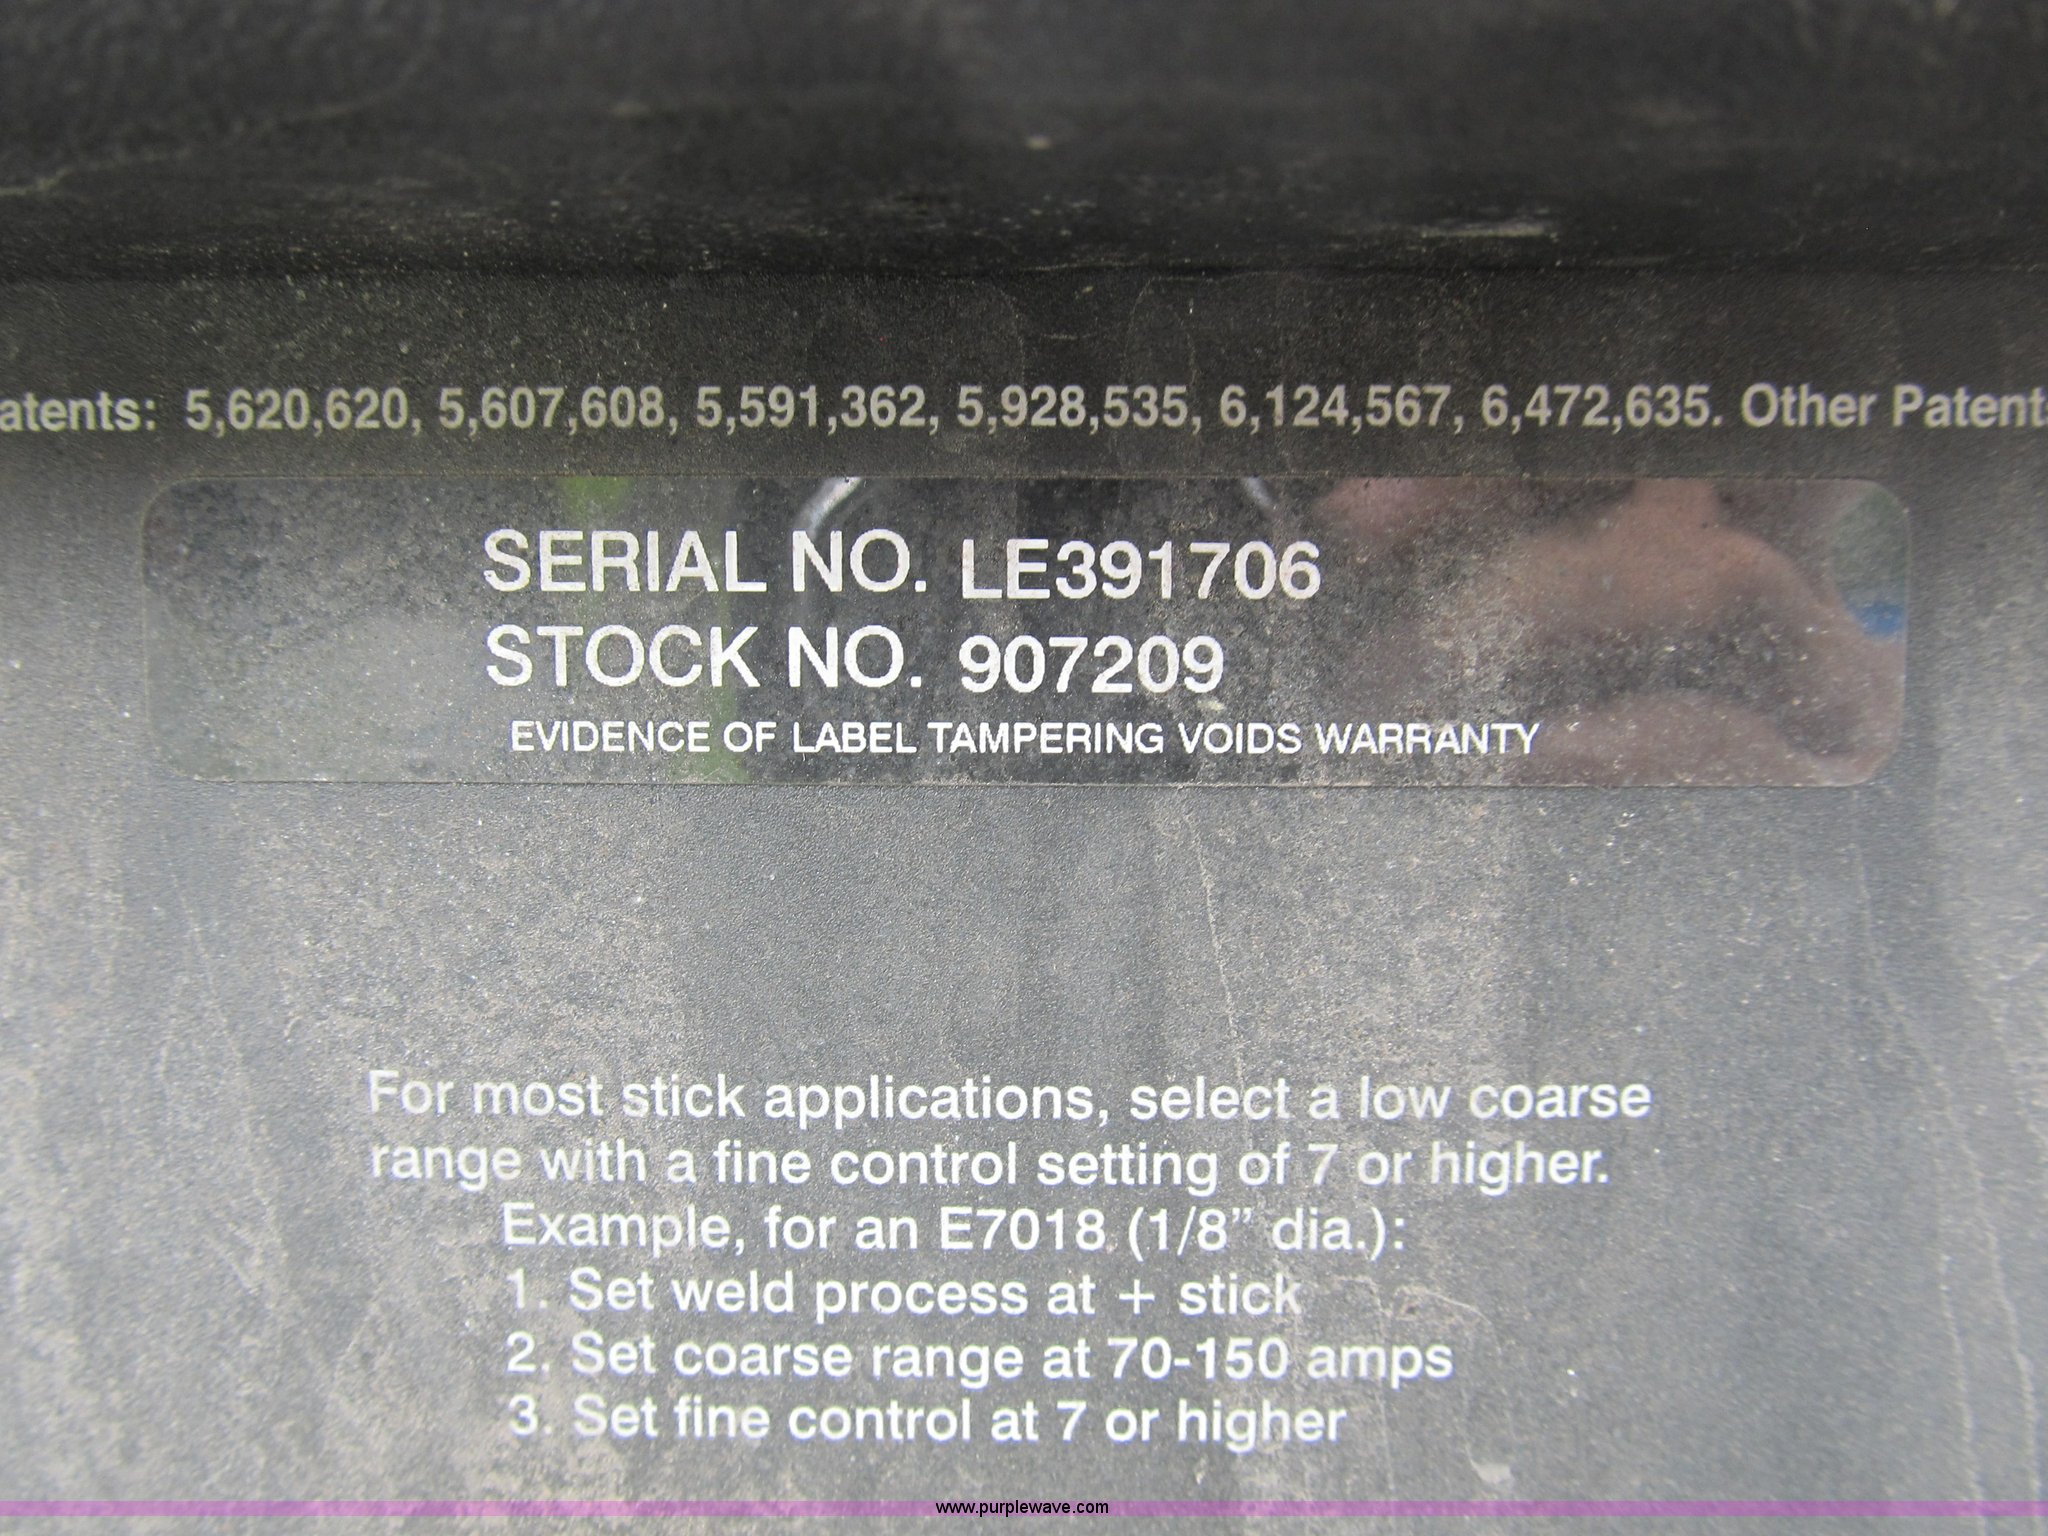 atents: 5,620,620, 5,607,608, 5,591,362, 5,928,535, 6,124,567, 6,472,635. Other Patent
SERIAL NO. LE391706
STOCK NO. 907209
EVIDENCE OF LABEL TAMPERING VOIDS WARRANTY
For most stick applications, select a low coarse
range with a fine control setting of 7 or higher.
Example, for an E7018 (1/8” dia.):
1. Set weld process at + stick
2. Set coarse range at 70-150 amps
3. Set fine control at 7 or higher
www.purplewave.com